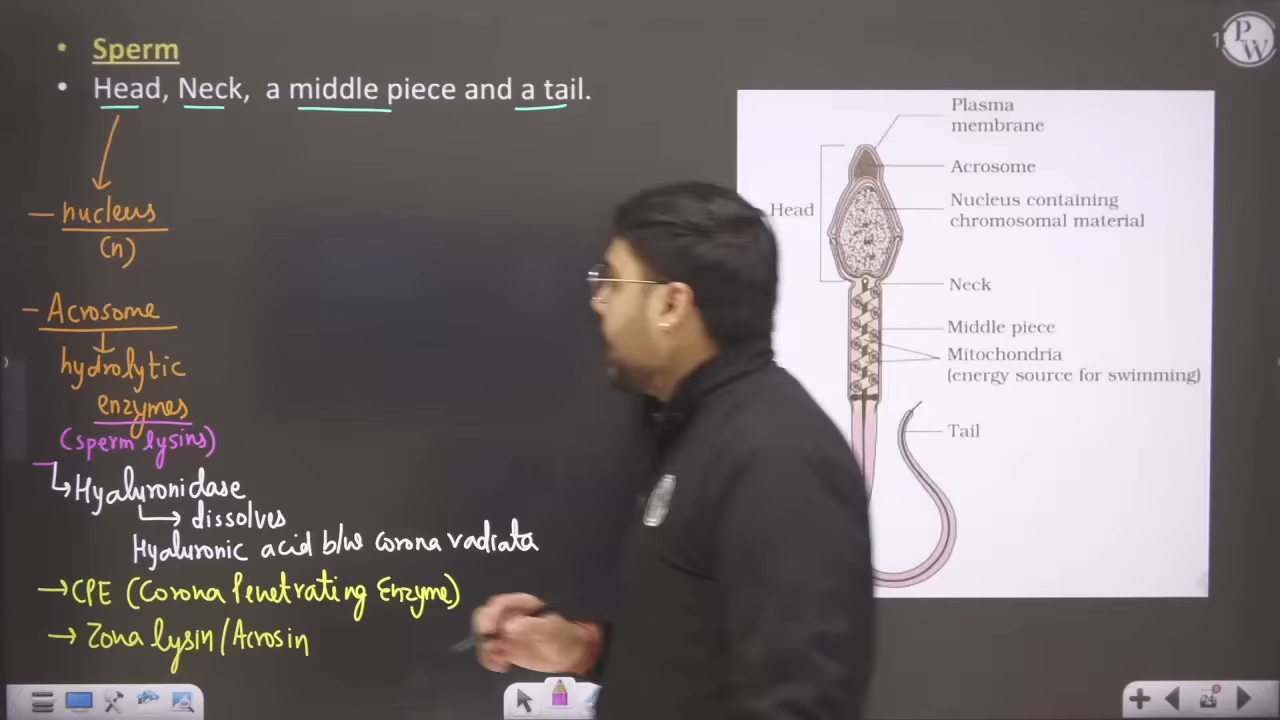 • Sperm
• Head, Neck, a middle piece and a tail.
— nucleus
(n)
– Acrosome
hydrolytic
enzymes
(sperm lysins)
Hyaluronidase
→ dissolves
Hyaluronic acid b/w corona radiata
→ CPE (Corona Penetrating Enzyme)
→ Zona lysin/Acrosin
Plasma
membrane
Acrosome
Head
Nucleus containing
chromosomal material
Neck
Middle piece
Mitochondria
(energy source for swimming)
Tail
PW
24